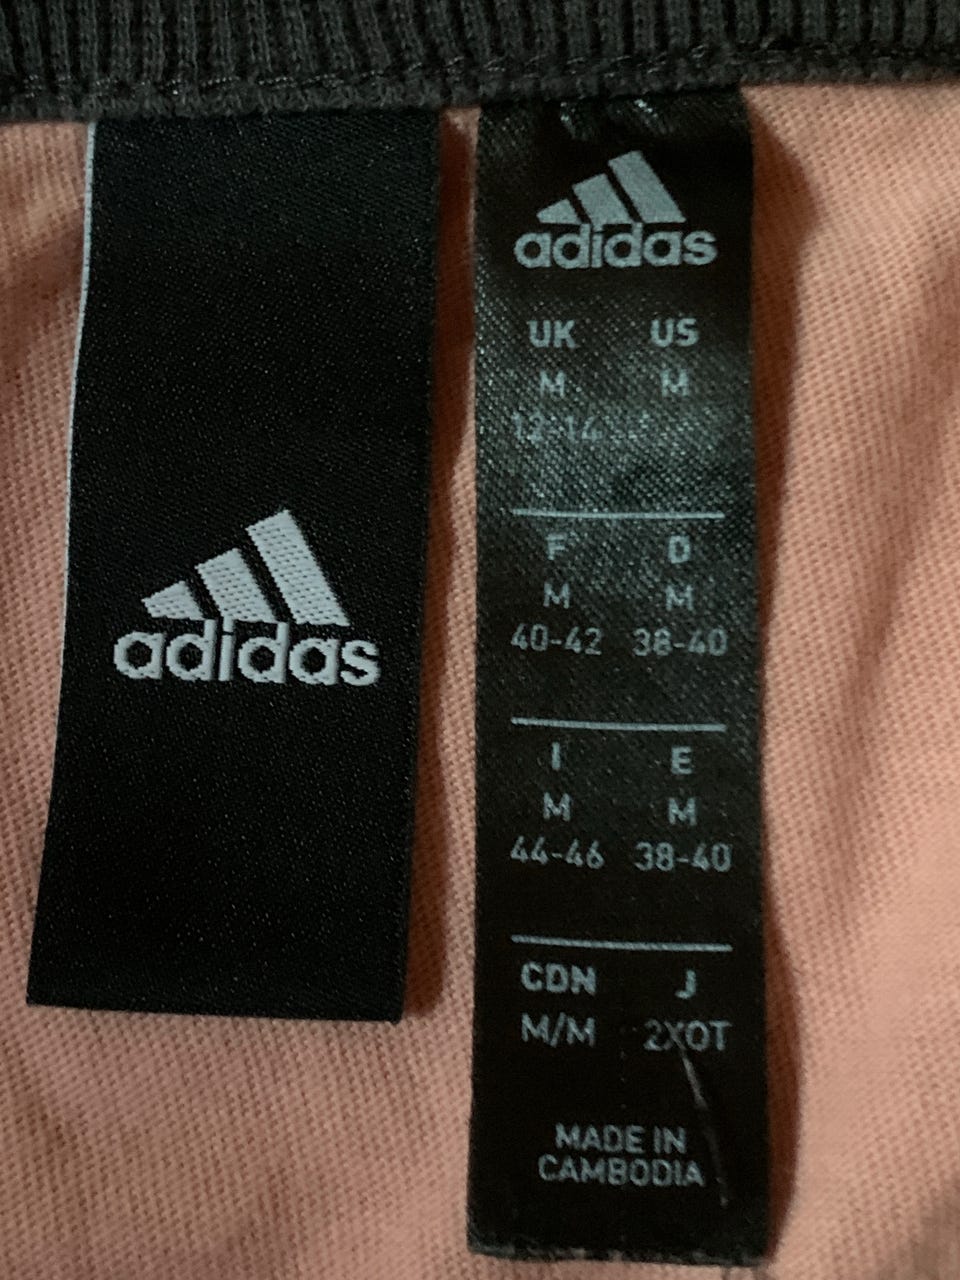 adidas
adidas
UK US
M M
12-14
F D
M M
40-42 38-40
I E
M M
44-46 38-40
CDN J
M/M 2XOT
MADE IN
CAMBODIA